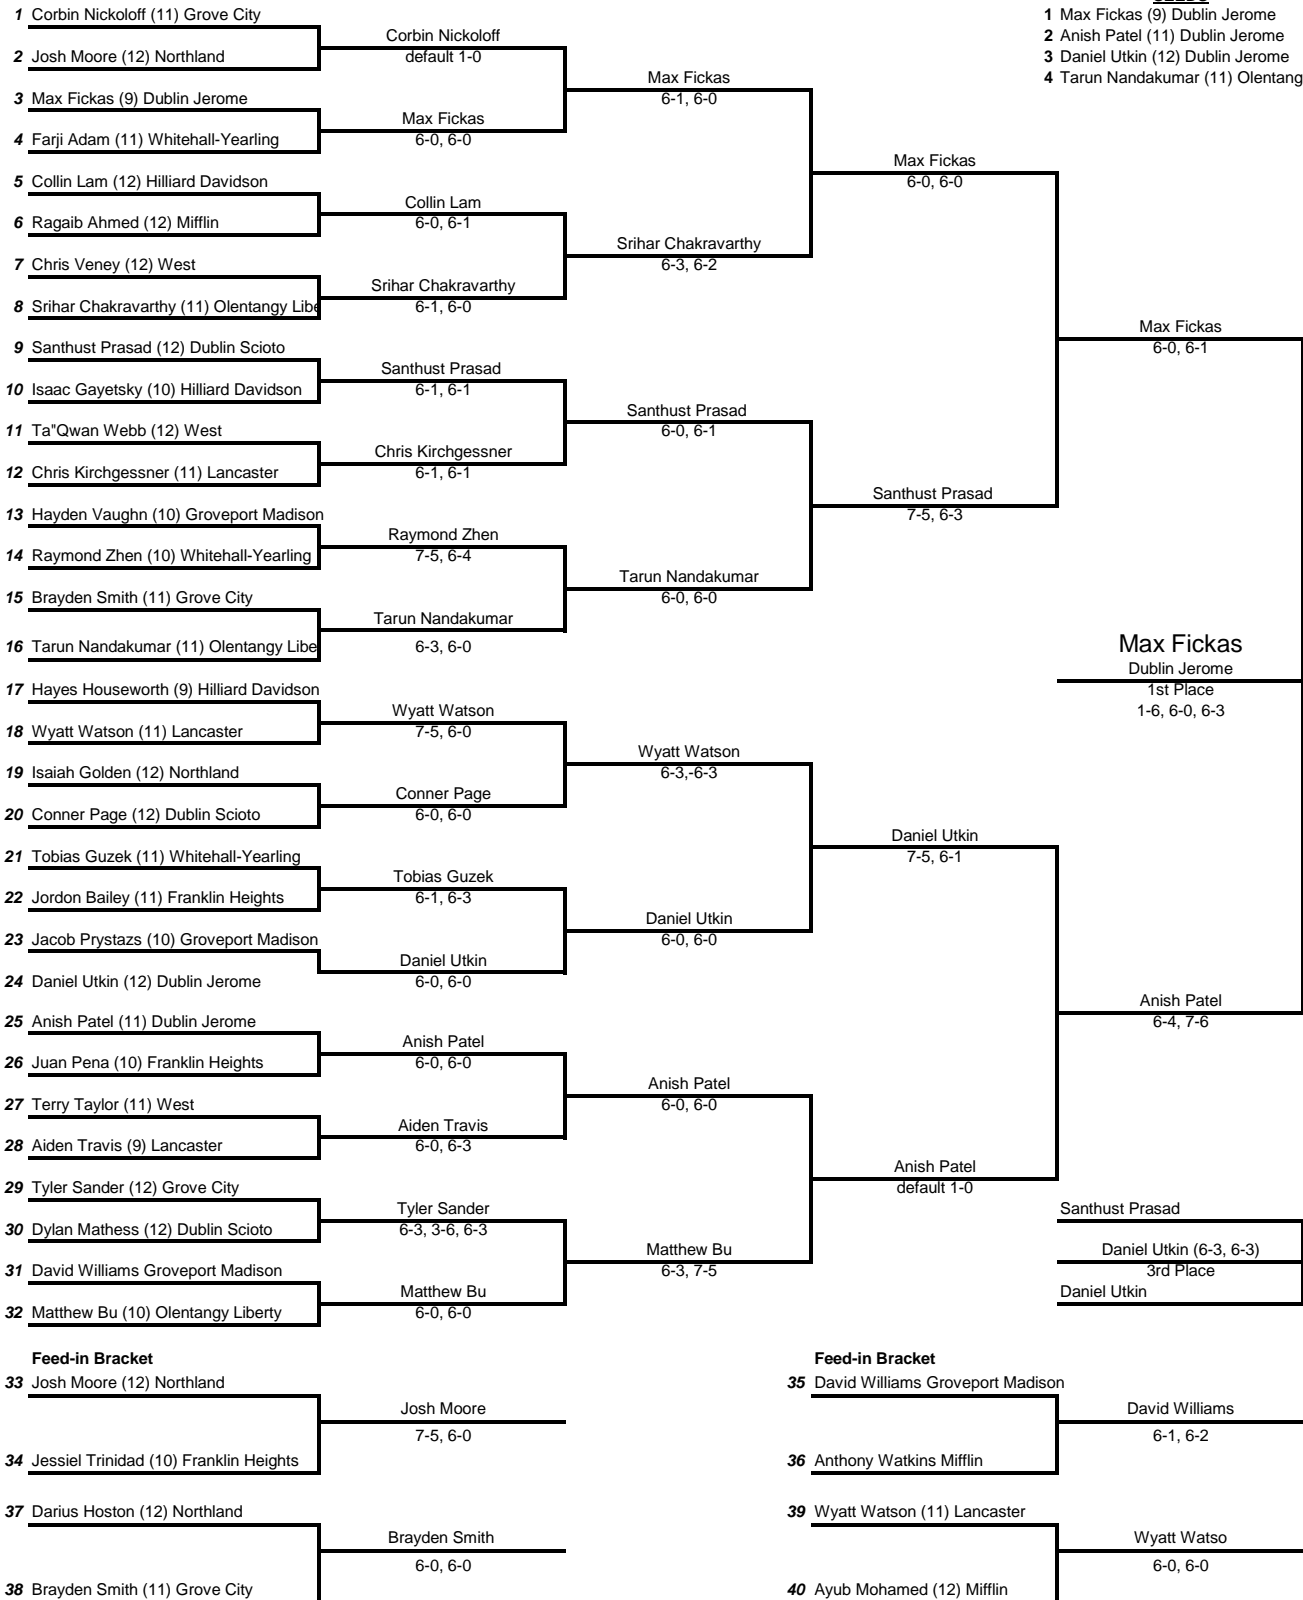 1 Max Fickas (9) Dublin Jerome
2 Anish Patel (11) Dublin Jerome
3 Daniel Utkin (12) Dublin Jerome
4 Tarun Nandakumar (11) Olentang
1 Corbin Nickoloff (11) Grove City
2 Josh Moore (12) Northland
3 Max Fickas (9) Dublin Jerome
4 Farji Adam (11) Whitehall-Yearling
5 Collin Lam (12) Hilliard Davidson
6 Ragaib Ahmed (12) Mifflin
7 Chris Veney (12) West
8 Srihar Chakravarthy (11) Olentangy Libe
9 Santhust Prasad (12) Dublin Scioto
10 Isaac Gayetsky (10) Hilliard Davidson
11 Ta"Qwan Webb (12) West
12 Chris Kirchgessner (11) Lancaster
13 Hayden Vaughn (10) Groveport Madison
14 Raymond Zhen (10) Whitehall-Yearling
15 Brayden Smith (11) Grove City
16 Tarun Nandakumar (11) Olentangy Libe
17 Hayes Houseworth (9) Hilliard Davidson
18 Wyatt Watson (11) Lancaster
19 Isaiah Golden (12) Northland
20 Conner Page (12) Dublin Scioto
21 Tobias Guzek (11) Whitehall-Yearling
22 Jordon Bailey (11) Franklin Heights
23 Jacob Prystazs (10) Groveport Madison
24 Daniel Utkin (12) Dublin Jerome
25 Anish Patel (11) Dublin Jerome
26 Juan Pena (10) Franklin Heights
27 Terry Taylor (11) West
28 Aiden Travis (9) Lancaster
29 Tyler Sander (12) Grove City
30 Dylan Mathess (12) Dublin Scioto
31 David Williams Groveport Madison
32 Matthew Bu (10) Olentangy Liberty
Corbin Nickoloff
default 1-0
Max Fickas
6-0, 6-0
Collin Lam
6-0, 6-1
Srihar Chakravarthy
6-1, 6-0
Santhust Prasad
6-1, 6-1
Chris Kirchgessner
6-1, 6-1
Raymond Zhen
7-5, 6-4
Tarun Nandakumar
6-3, 6-0
Wyatt Watson
7-5, 6-0
Conner Page
6-0, 6-0
Tobias Guzek
6-1, 6-3
Daniel Utkin
6-0, 6-0
Anish Patel
6-0, 6-0
Aiden Travis
6-0, 6-3
Tyler Sander
6-3, 3-6, 6-3
Matthew Bu
6-0, 6-0
Max Fickas
6-1, 6-0
Srihar Chakravarthy
6-3, 6-2
Santhust Prasad
6-0, 6-1
Tarun Nandakumar
6-0, 6-0
Wyatt Watson
6-3,-6-3
Daniel Utkin
6-0, 6-0
Anish Patel
6-0, 6-0
Matthew Bu
6-3, 7-5
Max Fickas
6-0, 6-0
Santhust Prasad
7-5, 6-3
Daniel Utkin
7-5, 6-1
Anish Patel
default 1-0
Max Fickas
6-0, 6-1
Anish Patel
6-4, 7-6
Max Fickas
Dublin Jerome
1st Place
1-6, 6-0, 6-3
Santhust Prasad
Daniel Utkin (6-3, 6-3)
3rd Place
Daniel Utkin
Feed-in Bracket
33 Josh Moore (12) Northland
Josh Moore
7-5, 6-0
34 Jessiel Trinidad (10) Franklin Heights
37 Darius Hoston (12) Northland
Brayden Smith
6-0, 6-0
38 Brayden Smith (11) Grove City
Feed-in Bracket
35 David Williams Groveport Madison
David Williams
6-1, 6-2
36 Anthony Watkins Mifflin
39 Wyatt Watson (11) Lancaster
Wyatt Watso
6-0, 6-0
40 Ayub Mohamed (12) Mifflin